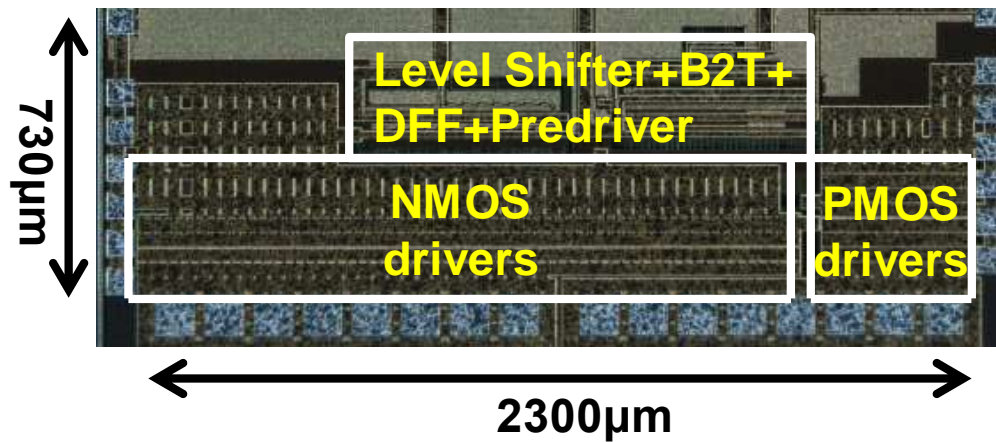 730µm
Level Shifter+B2T+
DFF+Predriver
NMOS
drivers
PMOS
drivers
2300µm